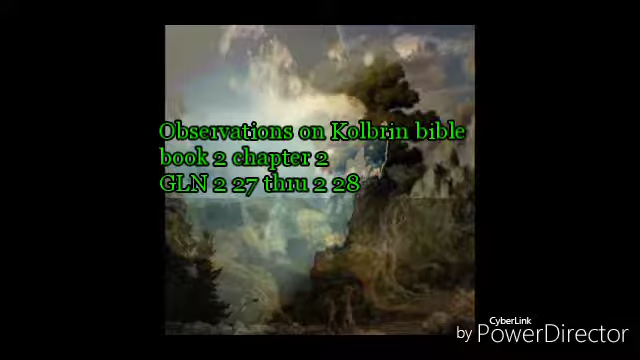 Observations on Kolbrin bible
book 2 chapter 2
GLN 2 27 thru 2 28
CyberLink
by PowerDirector